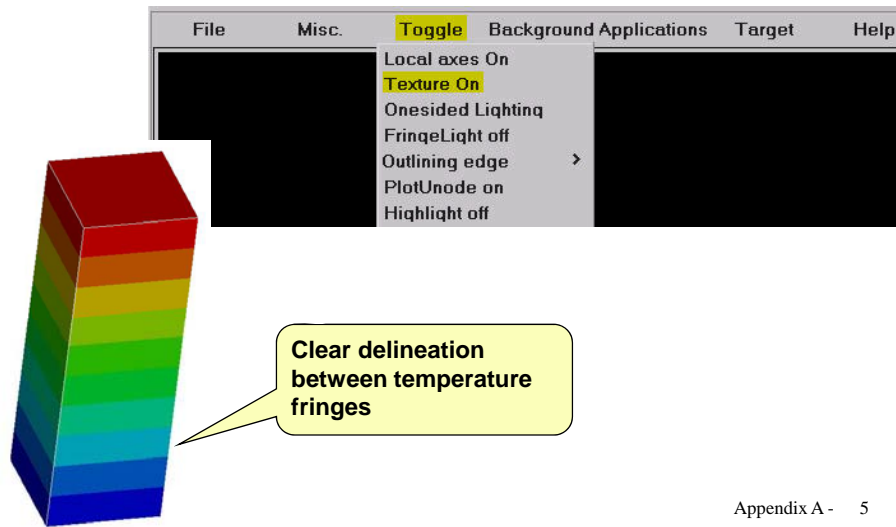 File Misc. Toggle Background Applications Target Help
Local axes On
Texture On
Onesided Lighting
FringeLight off
Outlining edge >
PlotUnode on
Highlight off
Clear delineation
between temperature
fringes
Appendix A - 5